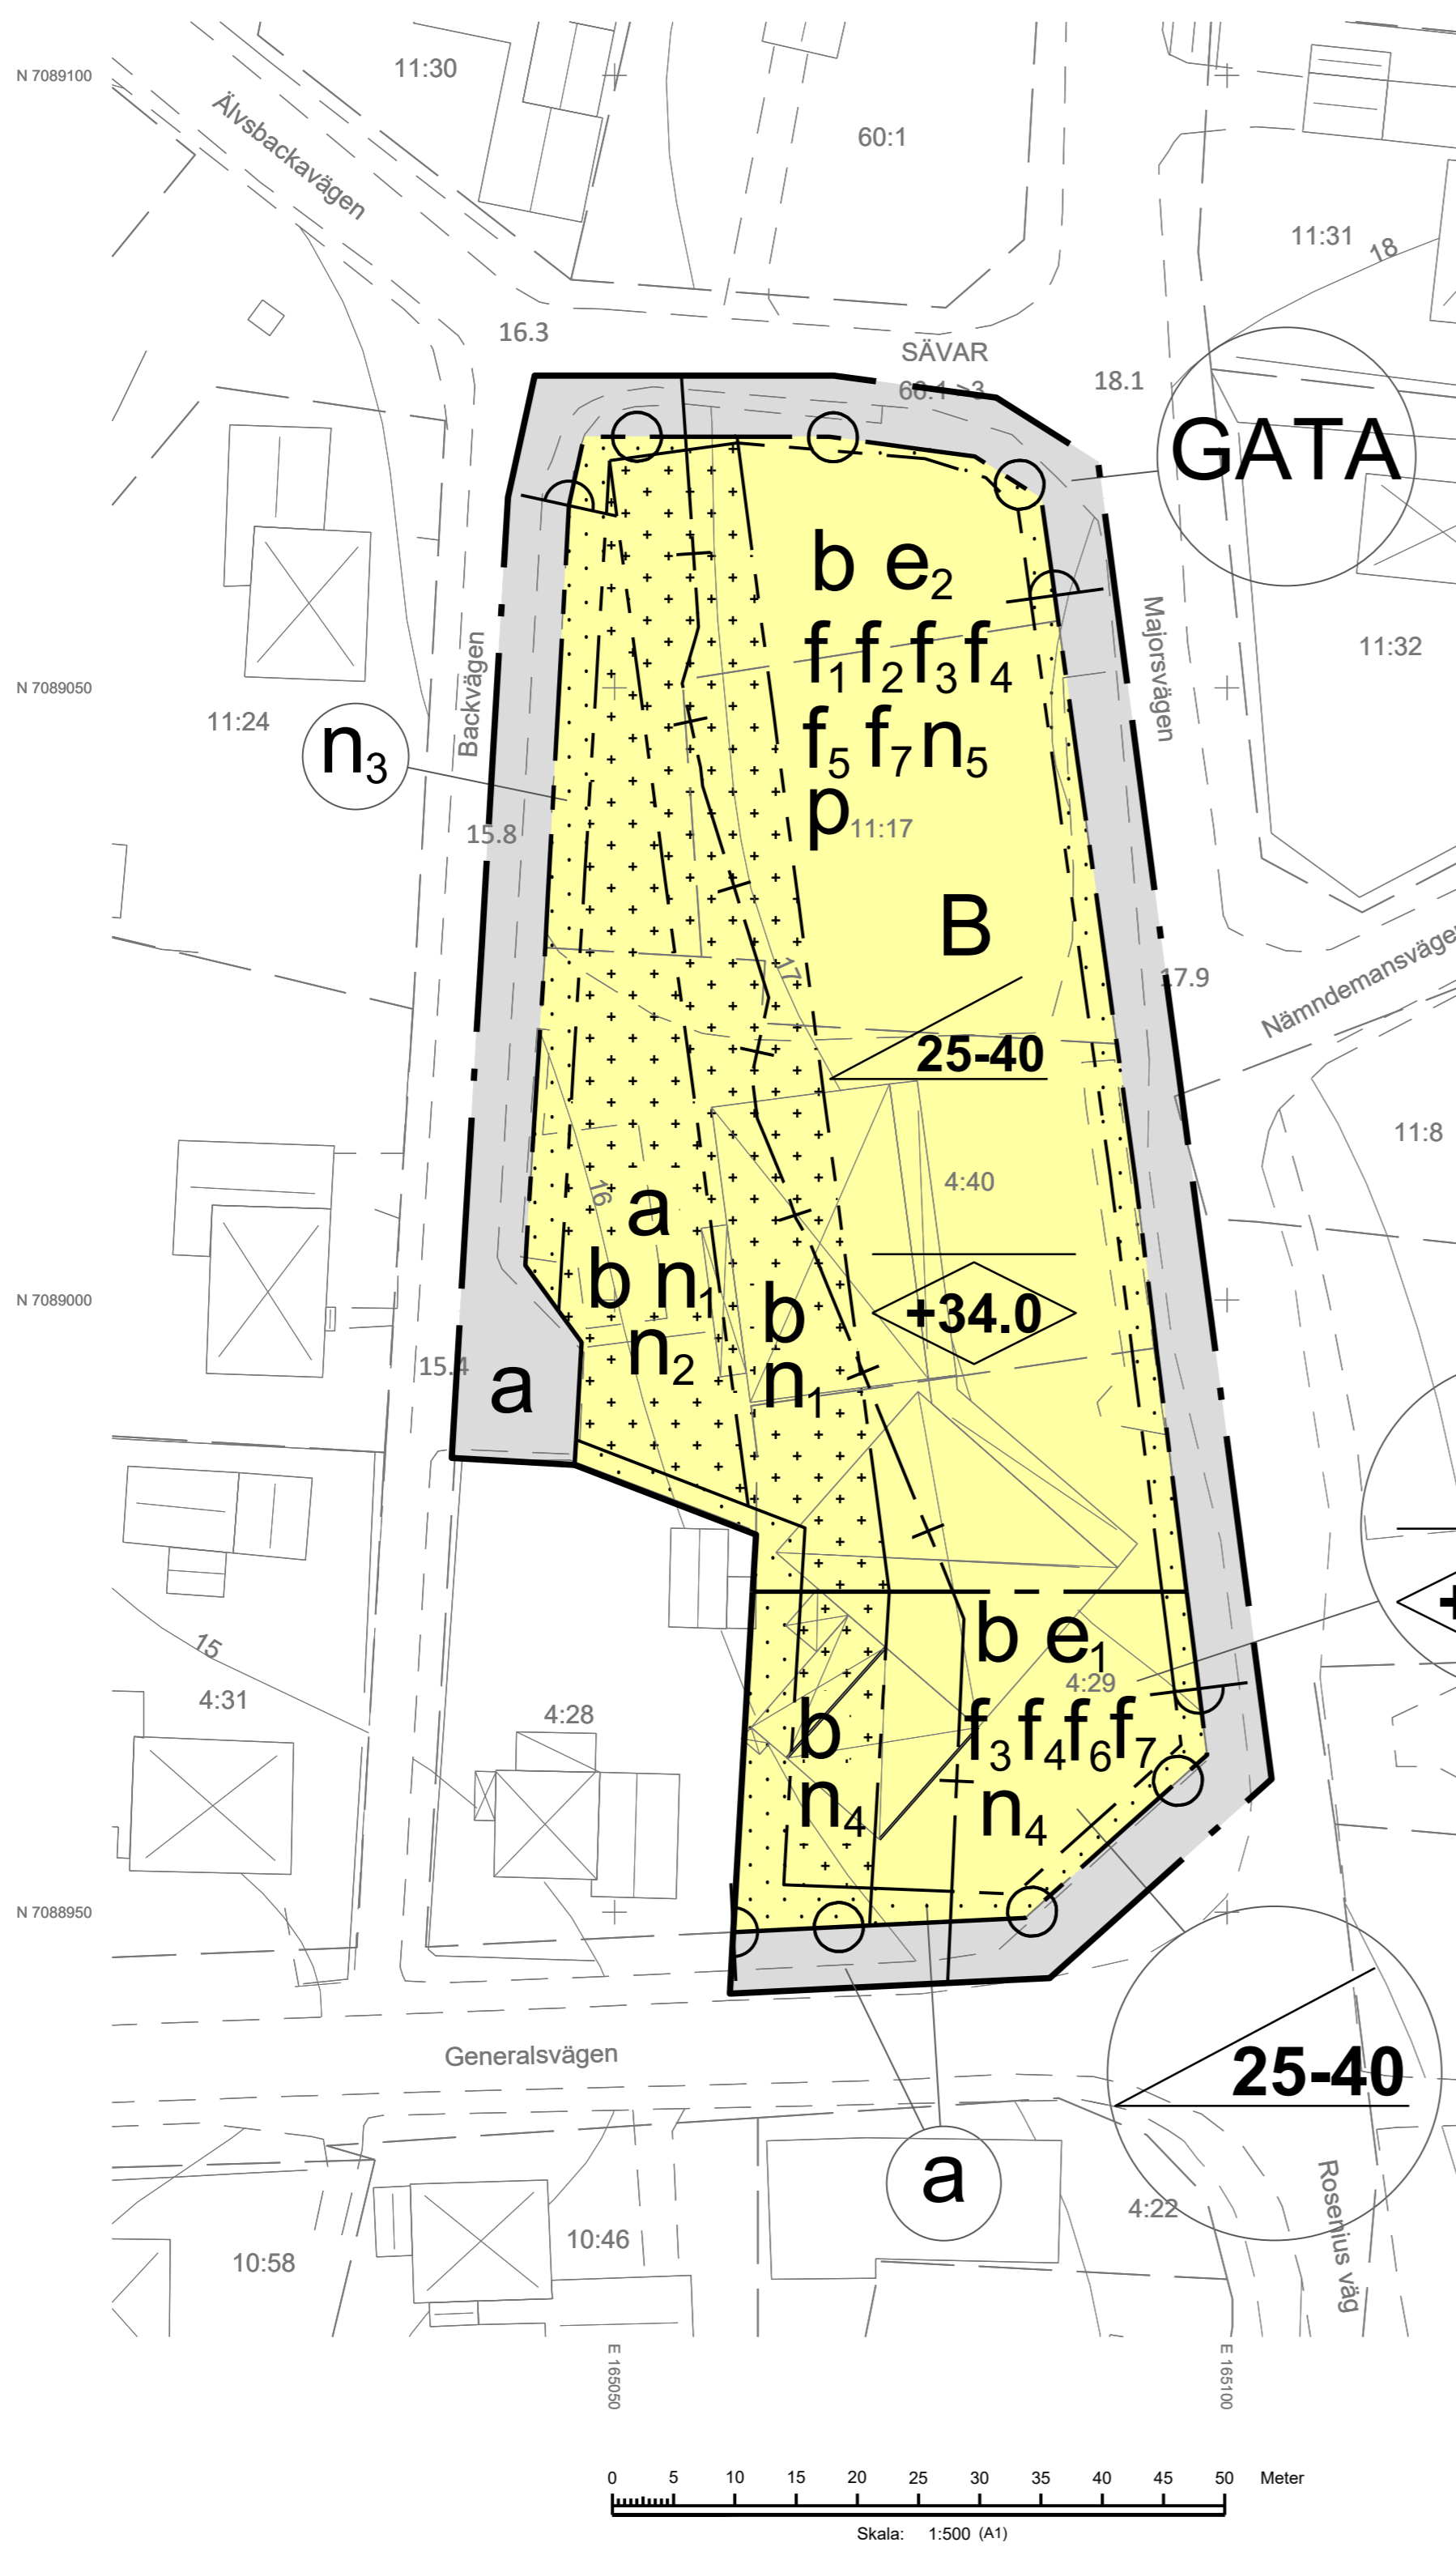 N 7089100
11:30
60:1
Älvsbackavägen
11:31
18
16.3
SÄVAR
60:1>3
18.1
GATA
b e2
f1 f2 f3 f4
f5 f7 n5
p
11:17
Majorsvägen
11:32
N 7089050
11:24
Backvägen
n3
15.8
B
17
17.9
Nämndemansvägen
25-40
11:8
4:40
16
a
b n1
n2
b
n1
N 7089000
+34.0
15.4
a
b e1
4:29
f3 f4 f6 f7
n4
b
n4
15
4:31
4:28
N 7088950
Generalsvägen
25-40
a
4:22
Rosenius väg
10:46
10:58
E 165050
E 165100
0 5 10 15 20 25 30 35 40 45 50 Meter
Skala: 1:500 (A1)